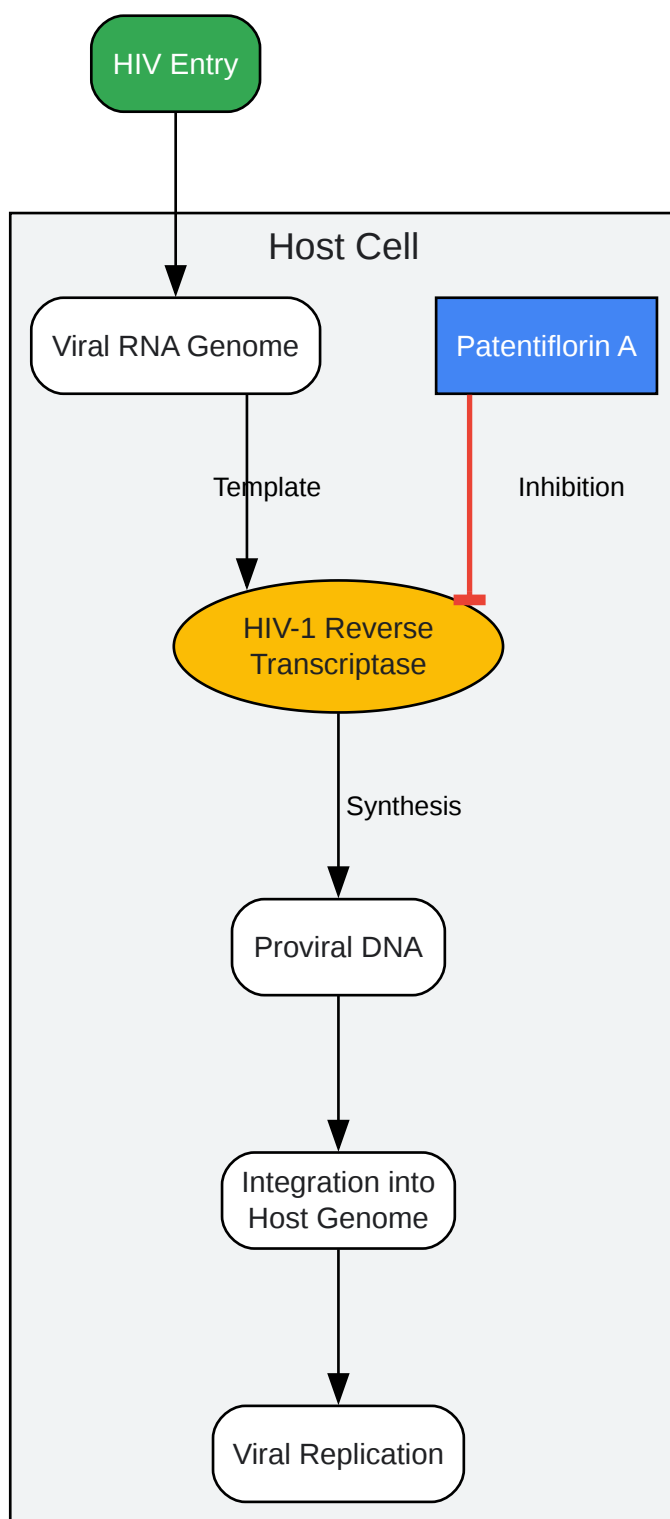 HIV Entry
Host Cell
Viral RNA Genome
Patentiflorin A
Template
Inhibition
HIV-1 Reverse
Transcriptase
Synthesis
Proviral DNA
Integration into
Host Genome
Viral Replication